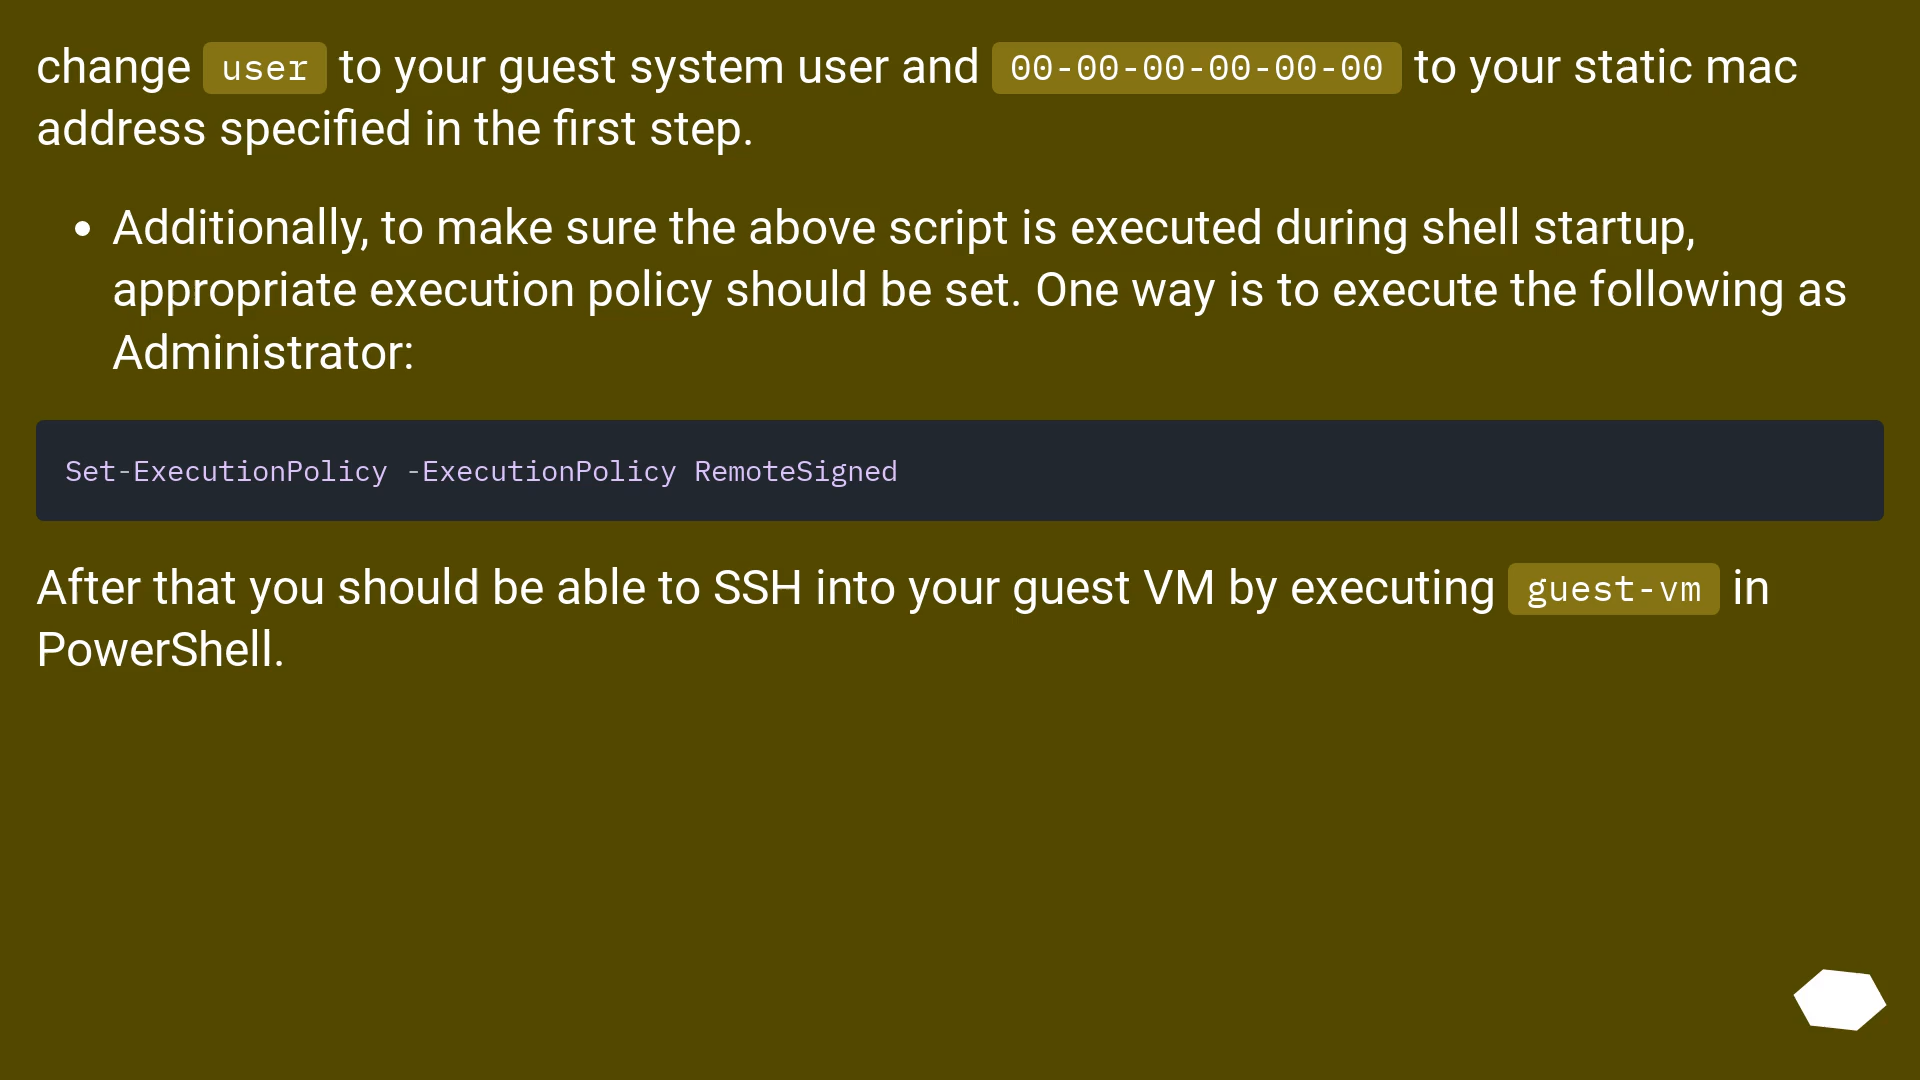 change user to your guest system user and 00-00-00-00-00-00 to your static mac
address specified in the first step.
• Additionally, to make sure the above script is executed during shell startup,
appropriate execution policy should be set. One way is to execute the following as
Administrator:
Set-ExecutionPolicy -ExecutionPolicy RemoteSigned
After that you should be able to SSH into your guest VM by executing guest-vm in
PowerShell.